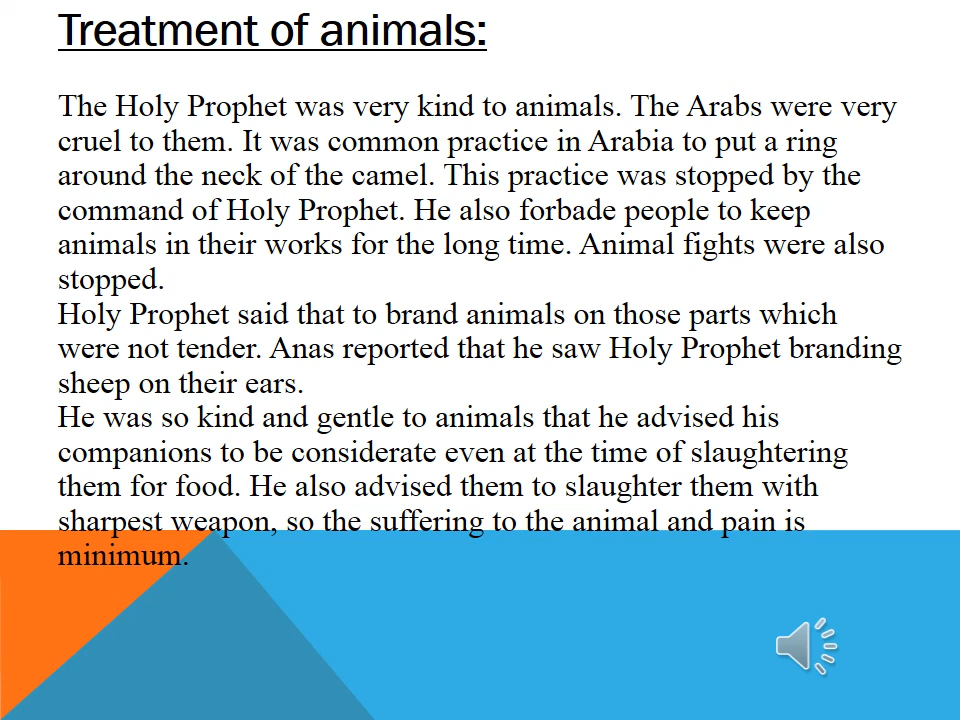 Treatment of animals:
The Holy Prophet was very kind to animals. The Arabs were very
cruel to them. It was common practice in Arabia to put a ring
around the neck of the camel. This practice was stopped by the
command of Holy Prophet. He also forbade people to keep
animals in their works for the long time. Animal fights were also
stopped.
Holy Prophet said that to brand animals on those parts which
were not tender. Anas reported that he saw Holy Prophet branding
sheep on their ears.
He was so kind and gentle to animals that he advised his
companions to be considerate even at the time of slaughtering
them for food. He also advised them to slaughter them with
sharpest weapon, so the suffering to the animal and pain is
minimum.